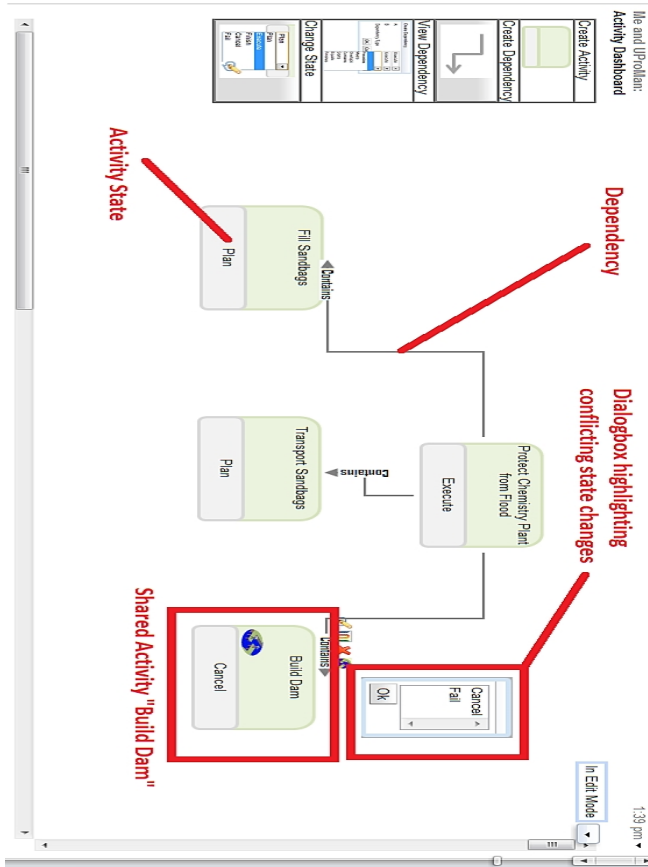 Me and UProMan:
Activity Dashboard
1:39 pm
In Edit Mode
Create Activity
Create Dependency
View Dependency
Change State
Plan
Plan
Execute
Finish
Cancel
Fail
Dependency
Dialogbox highlighting
conflicting state changes
Protect Chemistry Plant
from Flood
Execute
Cancel
Fail
Ok
Contains
Contains
Contains
Fill Sandbags
Plan
Transport Sandbags
Plan
Build Dam
Cancel
Activity State
Shared Activity "Build Dam"